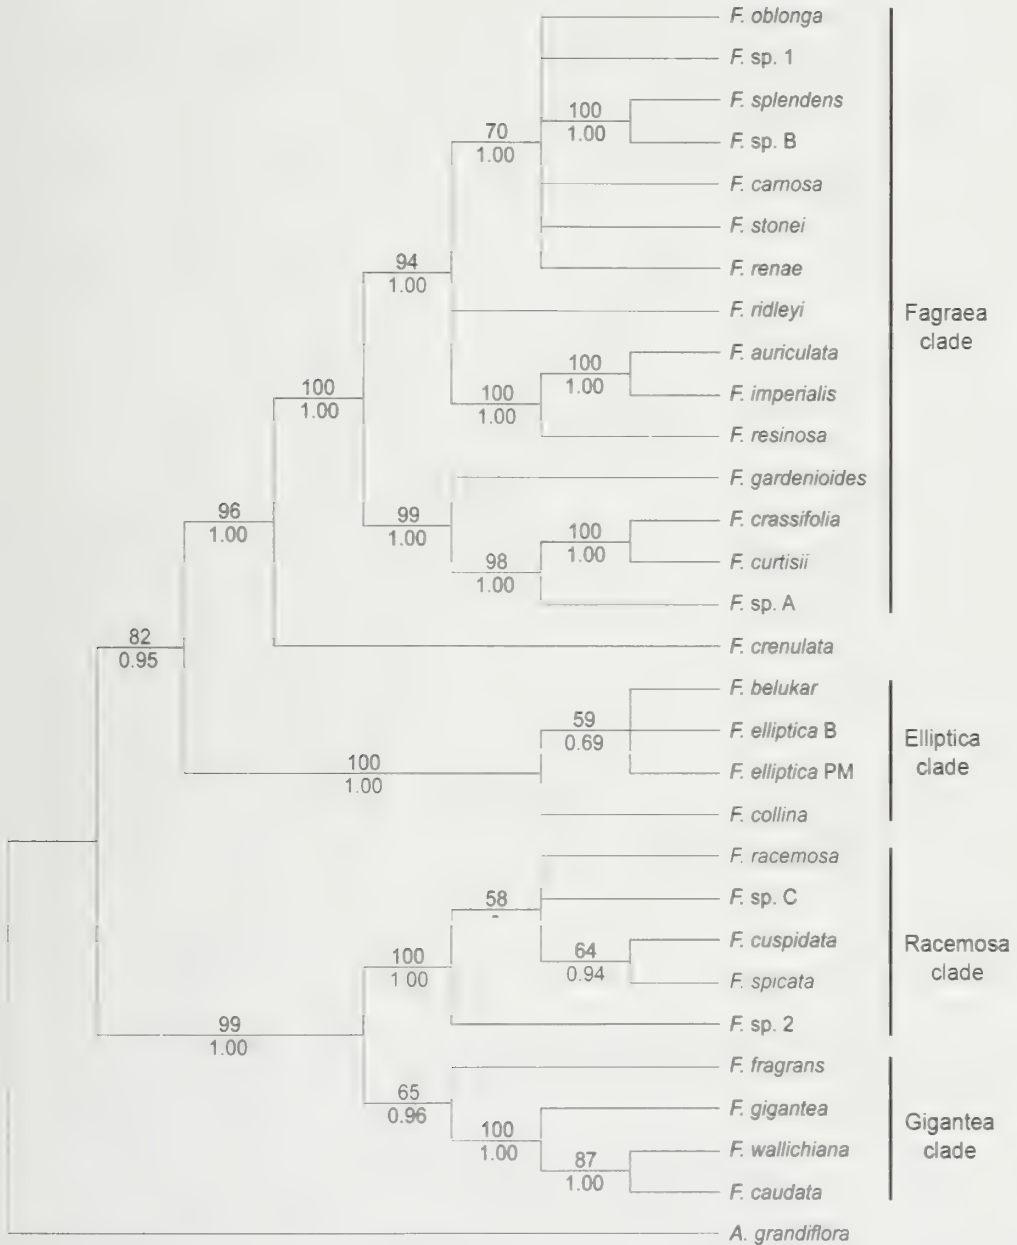 F. oblonga
F. sp. 1
100
F. splendens
1.00
70
F. sp. B
1.00
F. carnosa
F. stonei
94
F. renae
1.00
F. ridleyi
Fagraea
clade
100
F. auriculata
1.00
100
100
F. imperialis
1.00
1.00
F. resinosa
F. gardenioides
96
99
100
F. crassifolia
1.00
1.00
1.00
98
F. curtisii
1.00
F. sp. A
82
F. crenulata
0.95
F. belukar
59
F. elliptica B
0.69
Elliptica
clade
100
F. elliptica PM
1.00
F. collina
F. racemosa
58
F. sp. C
-
64
F. cuspidata
0.94
Racemosa
clade
100
F. spicata
1 00
99
F. sp. 2
1.00
F. fragrans
65
0.96
F. gigantea
100
1.00
Gigantea
clade
87
F. wallichiana
1.00
F. caudata
A. grandiflora